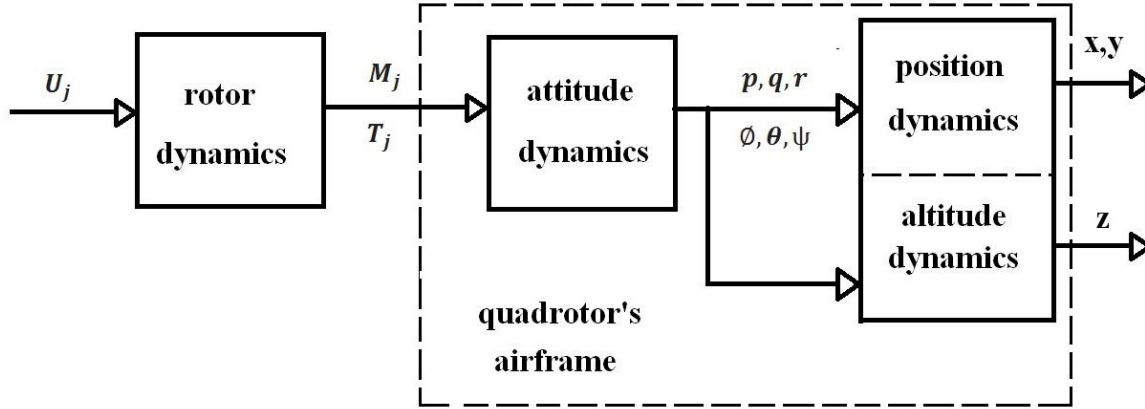 U_j
rotor
dynamics
M_j
T_j
attitude
dynamics
p, q, r
∅, θ, ψ
position
dynamics
altitude
dynamics
x,y
z
quadrotor's
airframe